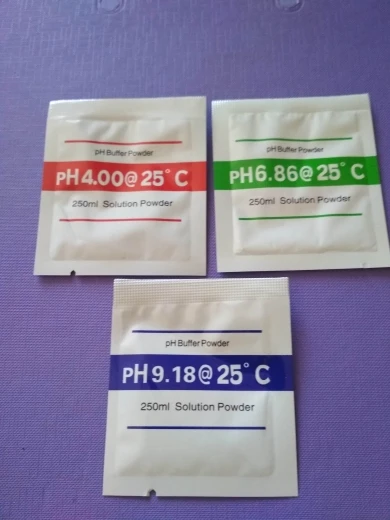 pH Buffer Powder
pH4.00@ 25° C
250ml Solution Powder
pH Buffer Powder
pH6.86@ 25° C
250ml Solution Powder
pH Buffer Powder
pH9.18@ 25° C
250ml Solution Powder